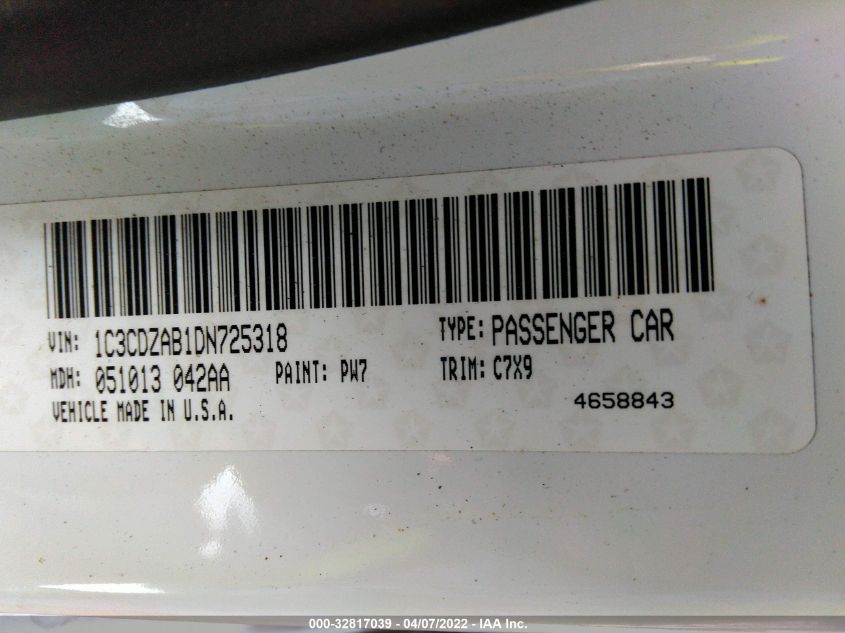 VIN: 1C3CDZAB1DN725318 TYPE: PASSENGER CAR
MDH: 051013 042AA PAINT: PW7 TRIM: C7X9
VEHICLE MADE IN U.S.A. 4658843
000-32817039 - 04/07/2022 - IAA Inc.